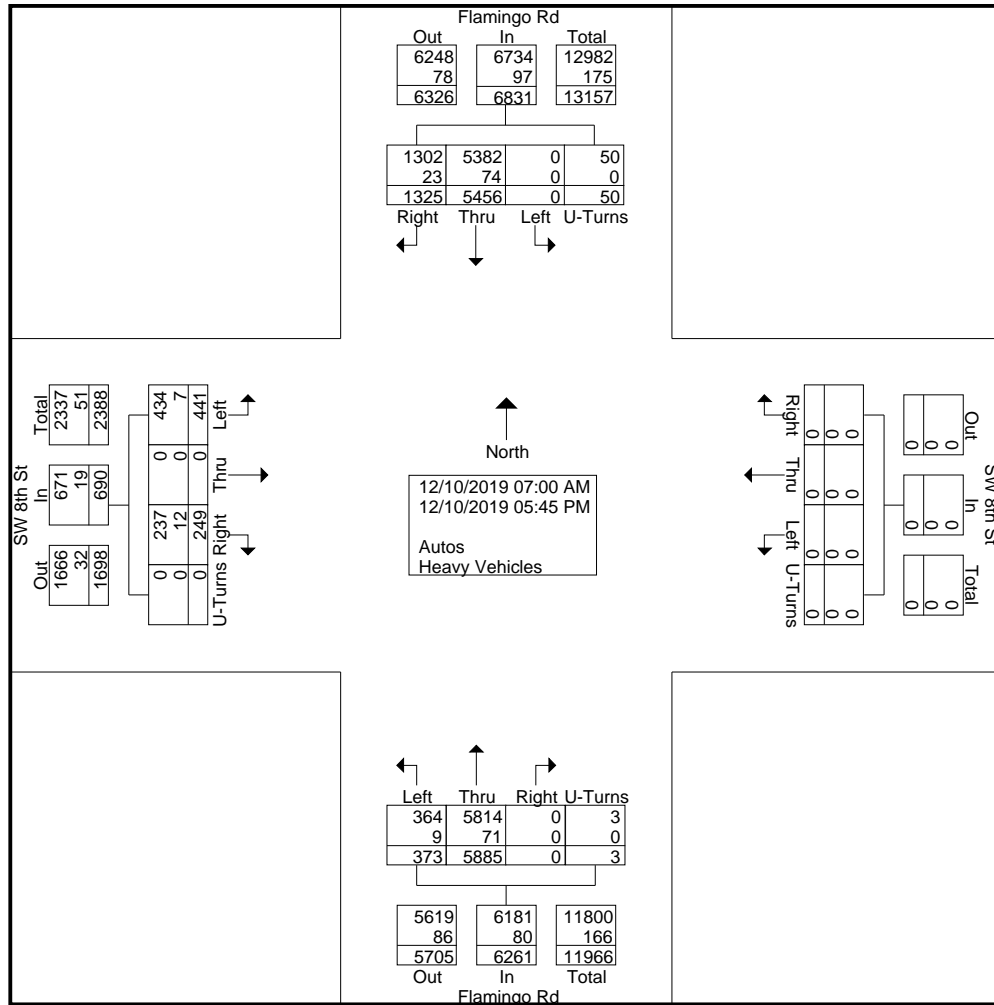 Flamingo Rd
Out In Total
6248 6734 12982
78 97 175
6326 6831 13157
1302 5382 0 50
23 74 0 0
1325 5456 0 50
Right Thru Left U-Turns
SW 8th St
Total In Out
2337 671 1666
51 19 32
2388 690 1698
434 0 237 0
7 0 12 0
441 0 249 0
Left Thru Right U-Turns
North
12/10/2019 07:00 AM
12/10/2019 05:45 PM
Autos
Heavy Vehicles
Right Thru Left U-Turns
0 0 0 0
0 0 0 0
0 0 0 0
Out In Total
0 0 0
0 0 0
0 0 0
SW 8th St
Left Thru Right U-Turns
364 5814 0 3
9 71 0 0
373 5885 0 3
5619 6181 11800
86 80 166
5705 6261 11966
Out In Total
Flamingo Rd